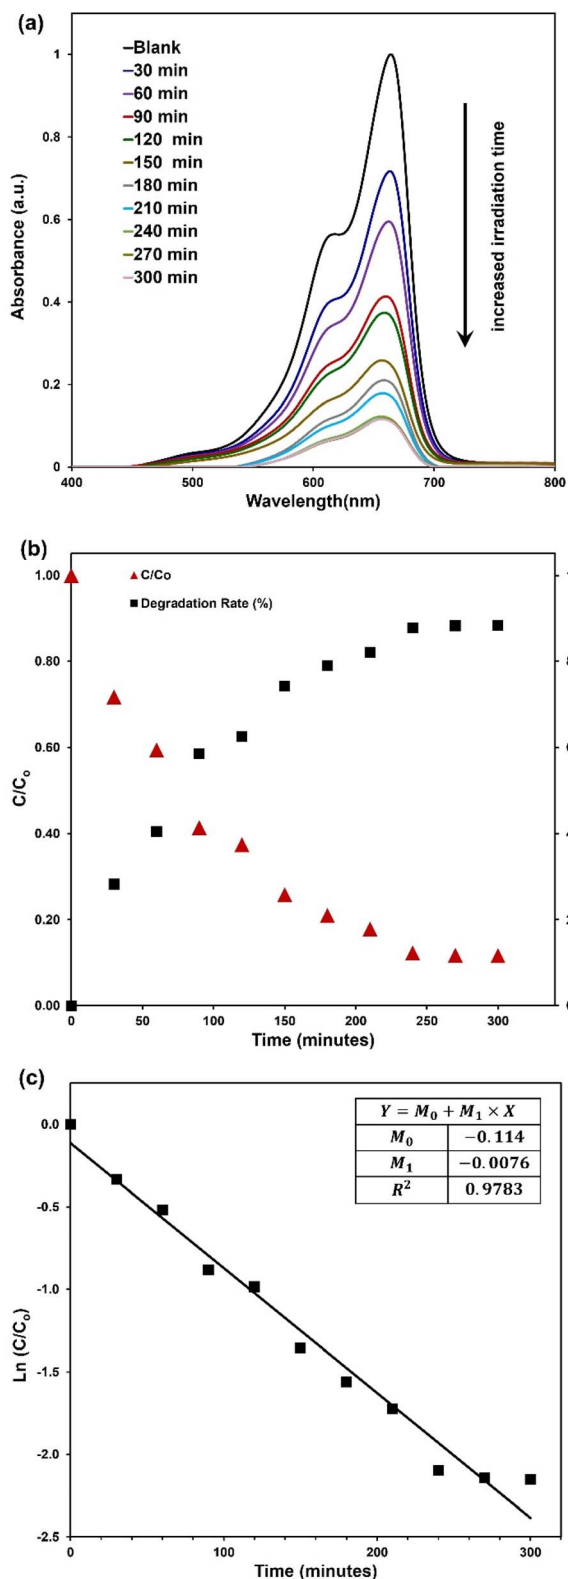 (a)
1
0.8
0.6
0.4
0.2
0
Absorbance (a.u.)
Blank
30 min
60 min
90 min
120 min
150 min
180 min
210 min
240 min
270 min
300 min
increased irradiation time
400 500 600 700 800
Wavelength(nm)
(b)
1.00
0.80
0.60
0.40
0.20
0.00
C/Co
C/Co
Degradation Rate (%)
0 50 100 150 200 250 300
Time (minutes)
(c)
0.0
-0.5
-1.0
-1.5
-2.0
-2.5
Ln (C/Co)
Y = M0 + M1 × X
M0 −0.114
M1 −0.0076
R² 0.9783
0 100 200 300
Time (minutes)